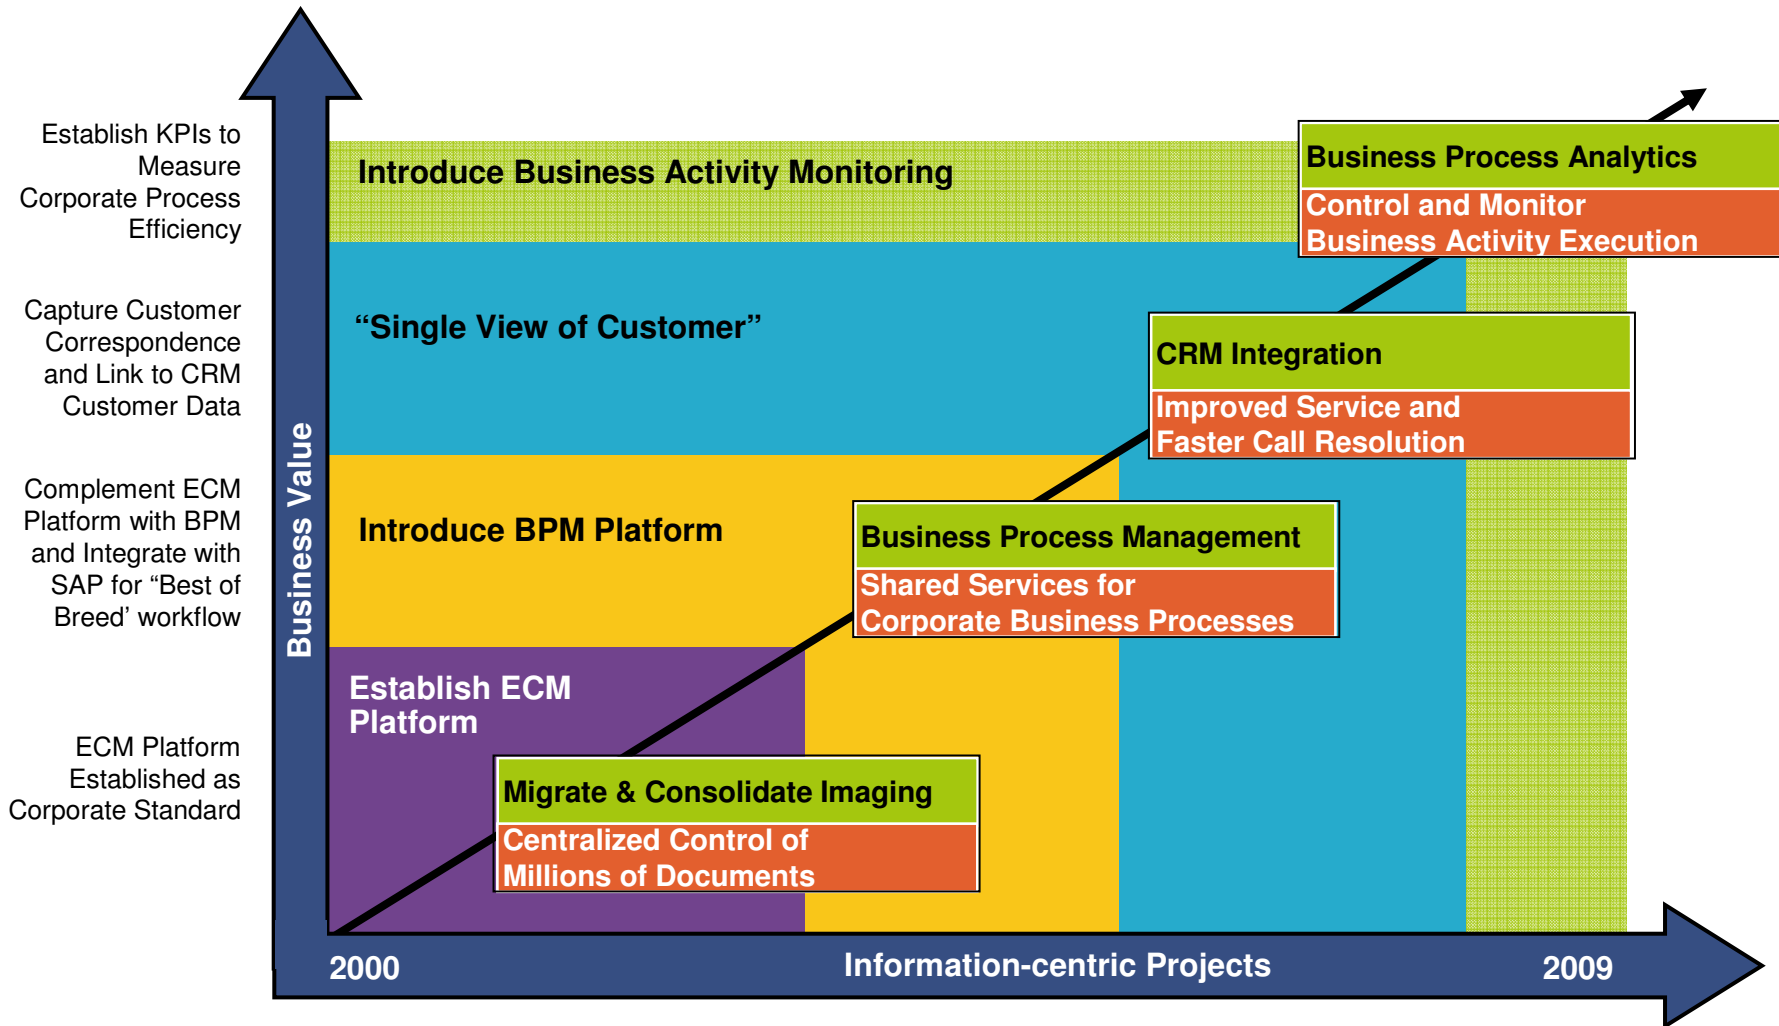 Establish KPIs to
Measure
Corporate Process
Efficiency
Introduce Business Activity Monitoring
Business Process Analytics
Control and Monitor
Business Activity Execution
Capture Customer
Correspondence
and Link to CRM
Customer Data
“Single View of Customer”
CRM Integration
Improved Service and
Faster Call Resolution
Business Value
Complement ECM
Platform with BPM
and Integrate with
SAP for “Best of
Breed’ workflow
Introduce BPM Platform
Business Process Management
Shared Services for
Corporate Business Processes
Establish ECM
Platform
ECM Platform
Established as
Corporate Standard
Migrate & Consolidate Imaging
Centralized Control of
Millions of Documents
2000
Information-centric Projects
2009